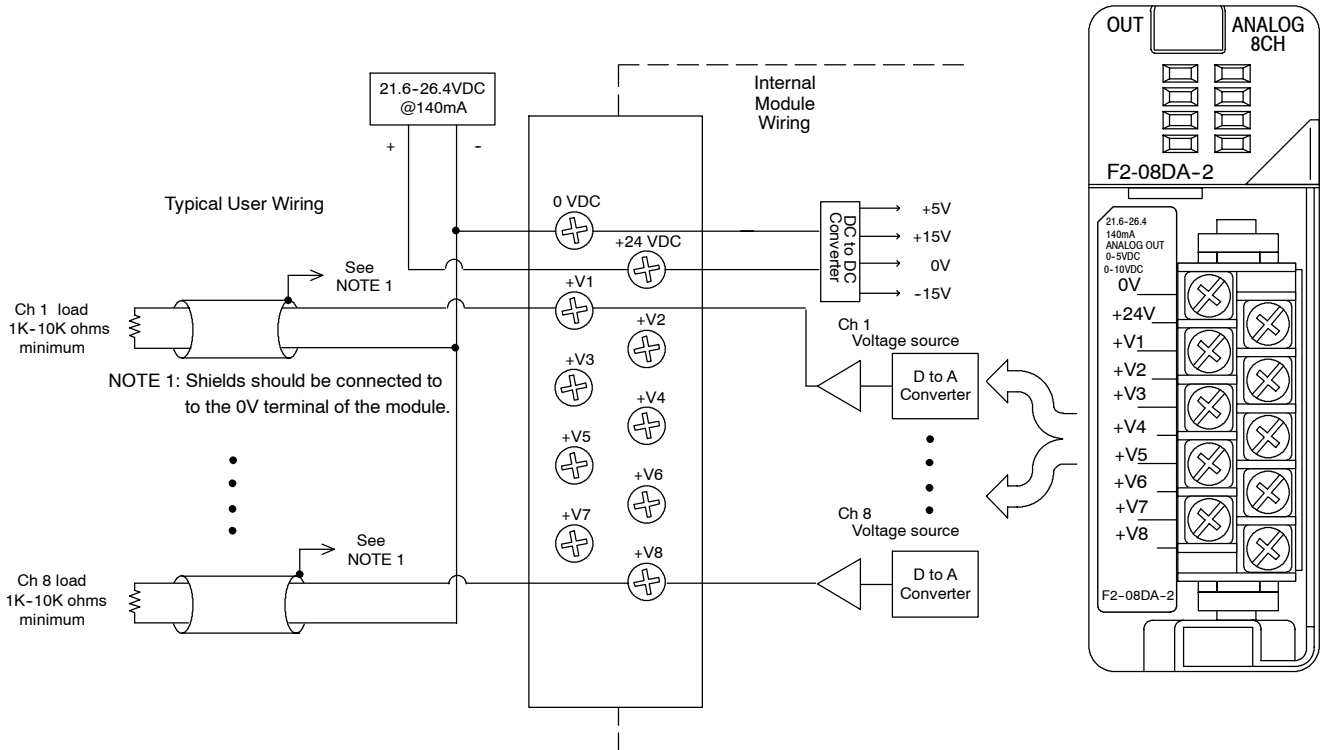 21.6-26.4VDC
@140mA
+ -
Internal
Module
Wiring
Typical User Wiring
0 VDC
+24 VDC
+V1
+V2
+V3
+V4
+V5
+V6
+V7
+V8
DC to DC
Converter
+5V
+15V
0V
-15V
See
NOTE 1
Ch 1 load
1K-10K ohms
minimum
NOTE 1: Shields should be connected to
to the 0V terminal of the module.
Ch 1
Voltage source
D to A
Converter
Ch 8
Voltage source
D to A
Converter
See
NOTE 1
Ch 8 load
1K-10K ohms
minimum
OUT
ANALOG
8CH
F2-08DA-2
21.6-26.4
140mA
ANALOG OUT
0-5VDC
0-10VDC
0V
+24V
+V1
+V2
+V3
+V4
+V5
+V6
+V7
+V8
F2-08DA-2